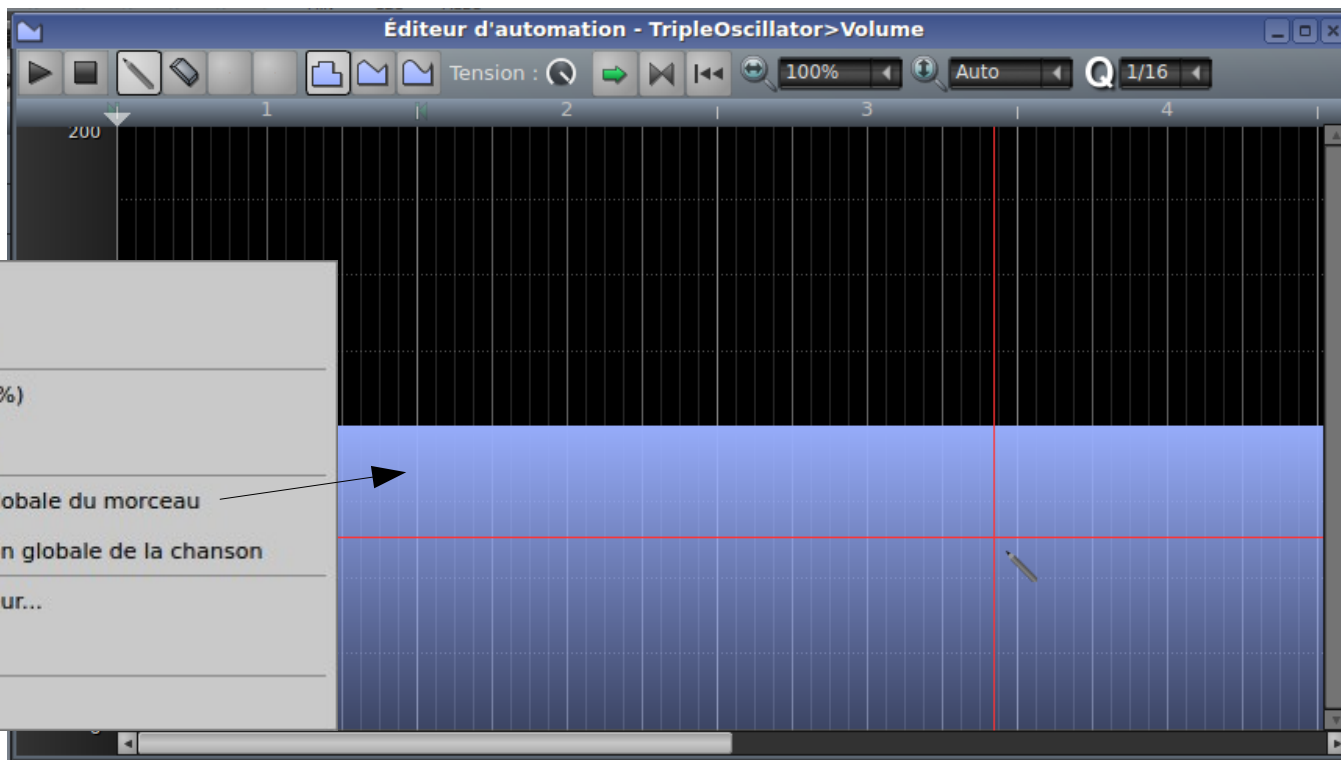 Éditeur d'automation - TripleOscillator>Volume
Tension : 100% Auto Q 1/16
1 2 3 4
200
%)
lobale du morceau
n globale de la chanson
ur...